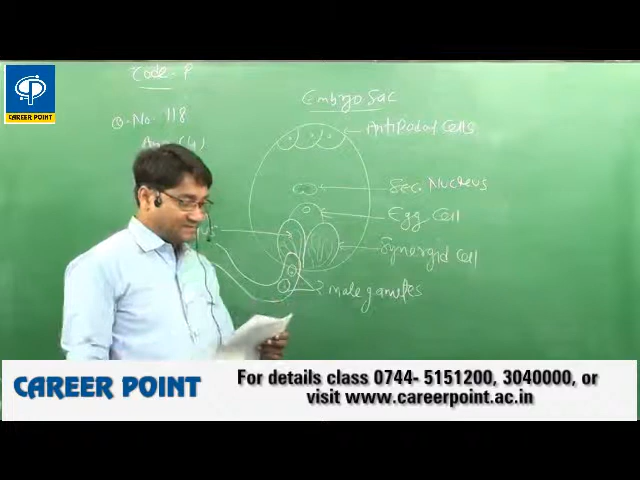 Code - P
Q. No. 118
Ans (4)
Embryo Sac
Antipodal Cells
Sec. Nucleus
Egg Cell
Synergid Cell
2 male gametes
CAREER POINT
CAREER POINT
For details class 0744- 5151200, 3040000, or
visit www.careerpoint.ac.in